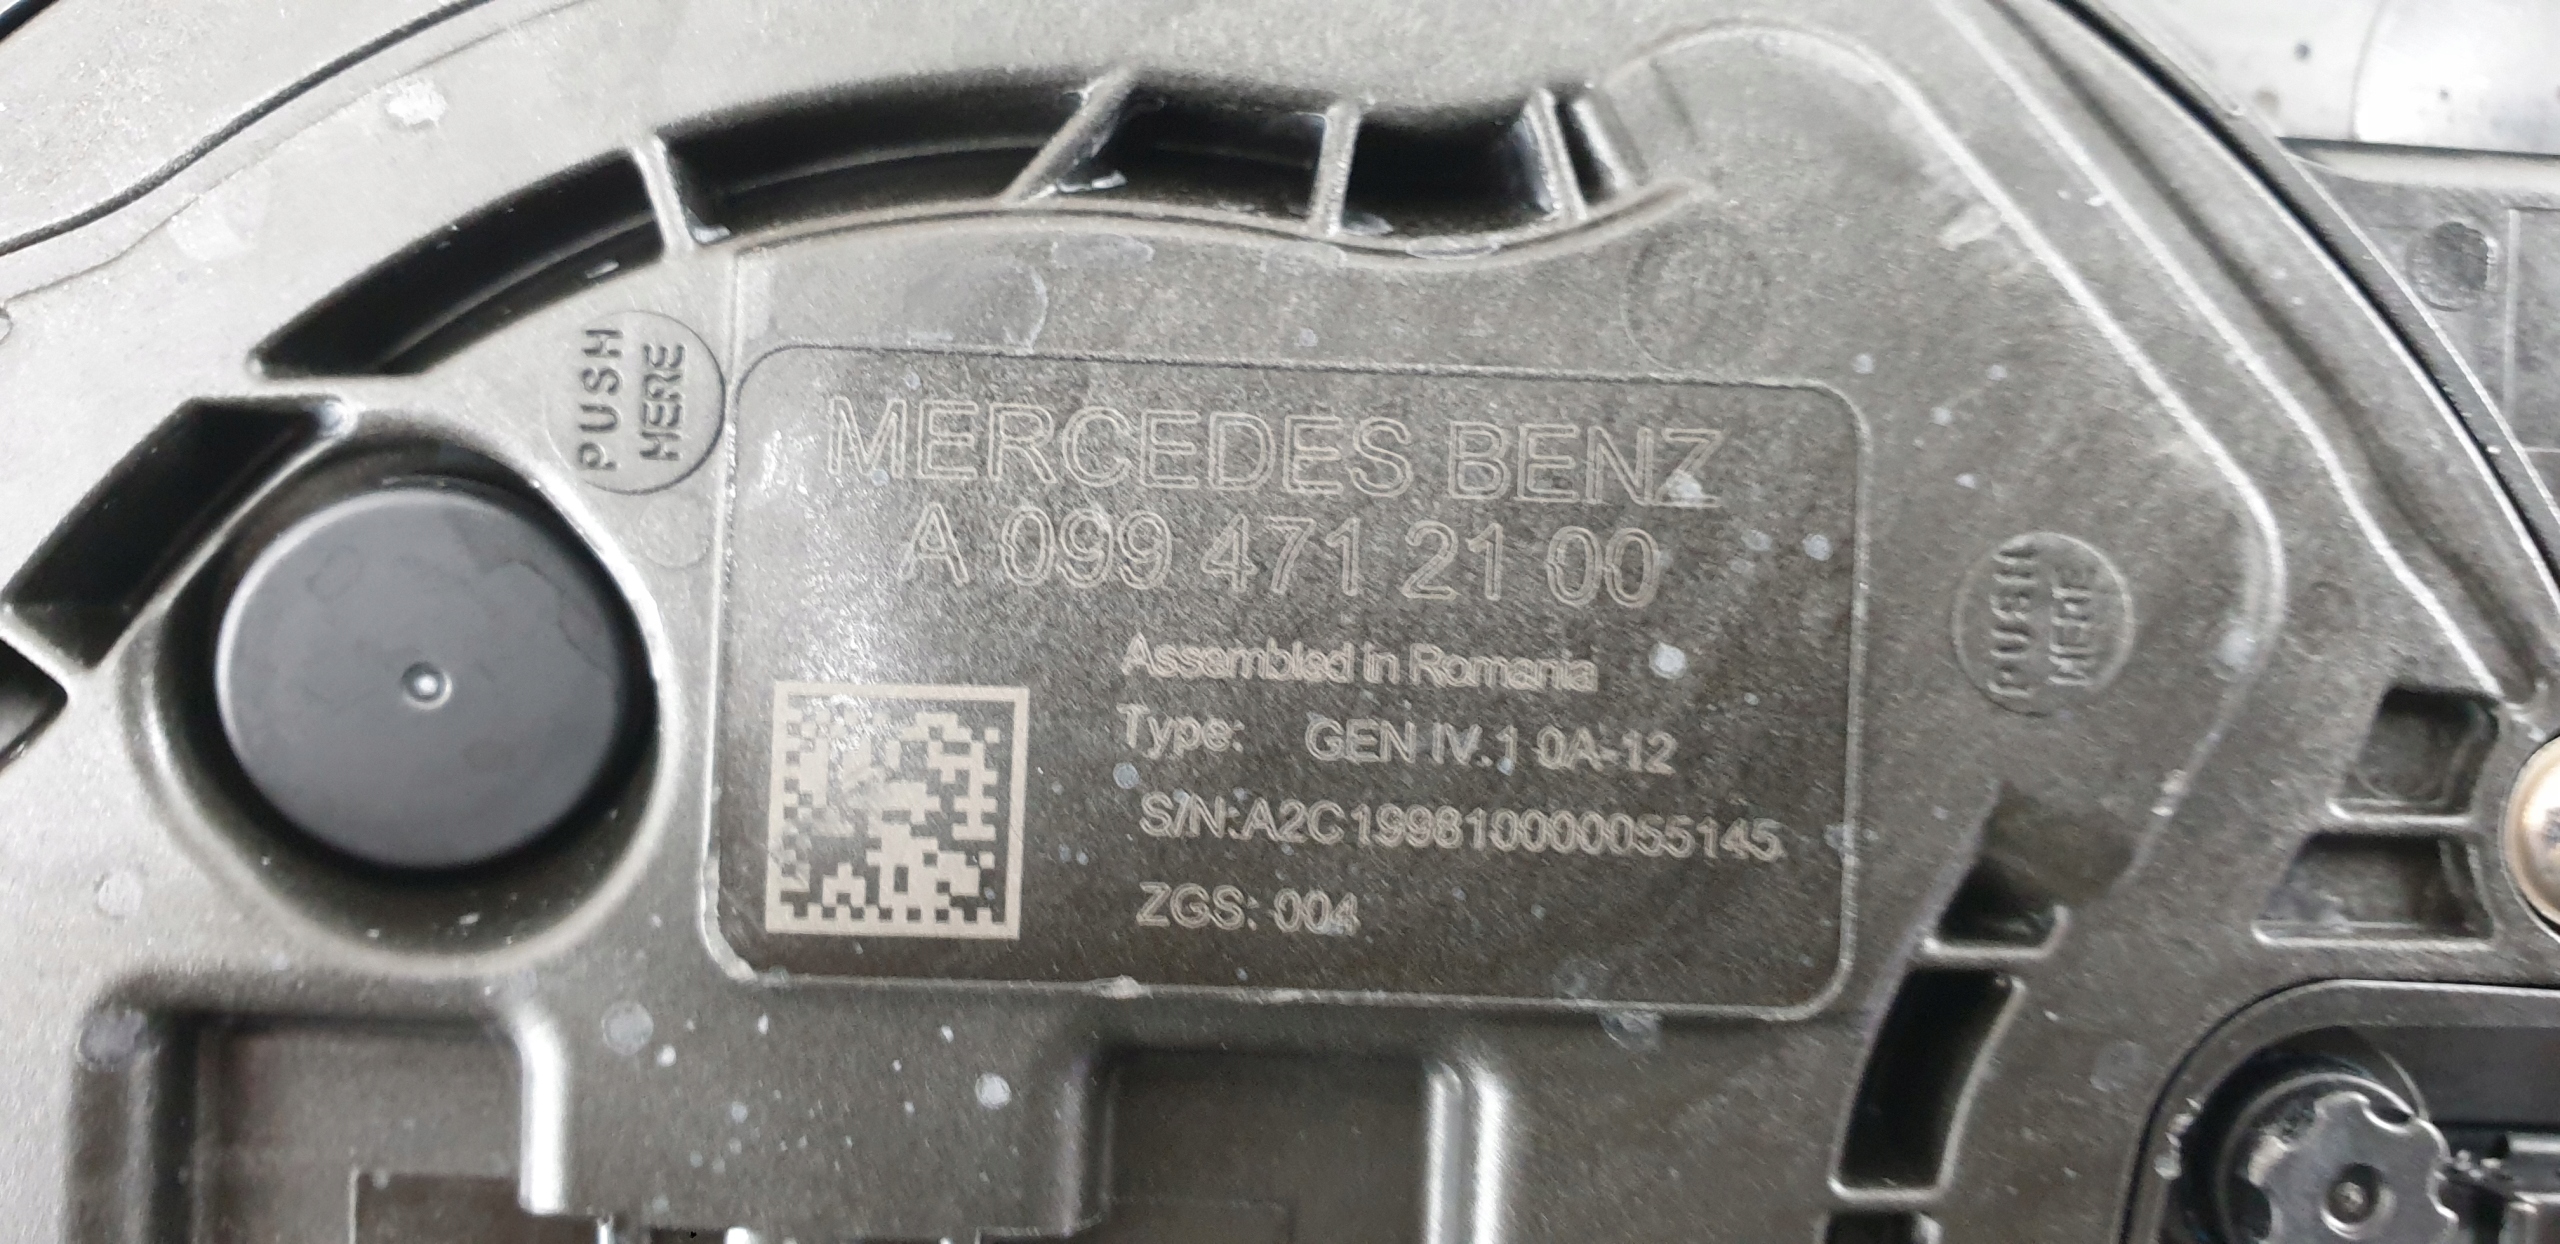 PUSH
HERE
MERCEDES BENZ
A 099 471 21 00
Assembled in Romania
Type: GEN IV.1 0A-12
S/N:A2C199810000055145
ZGS: 004
PUSH
HERE